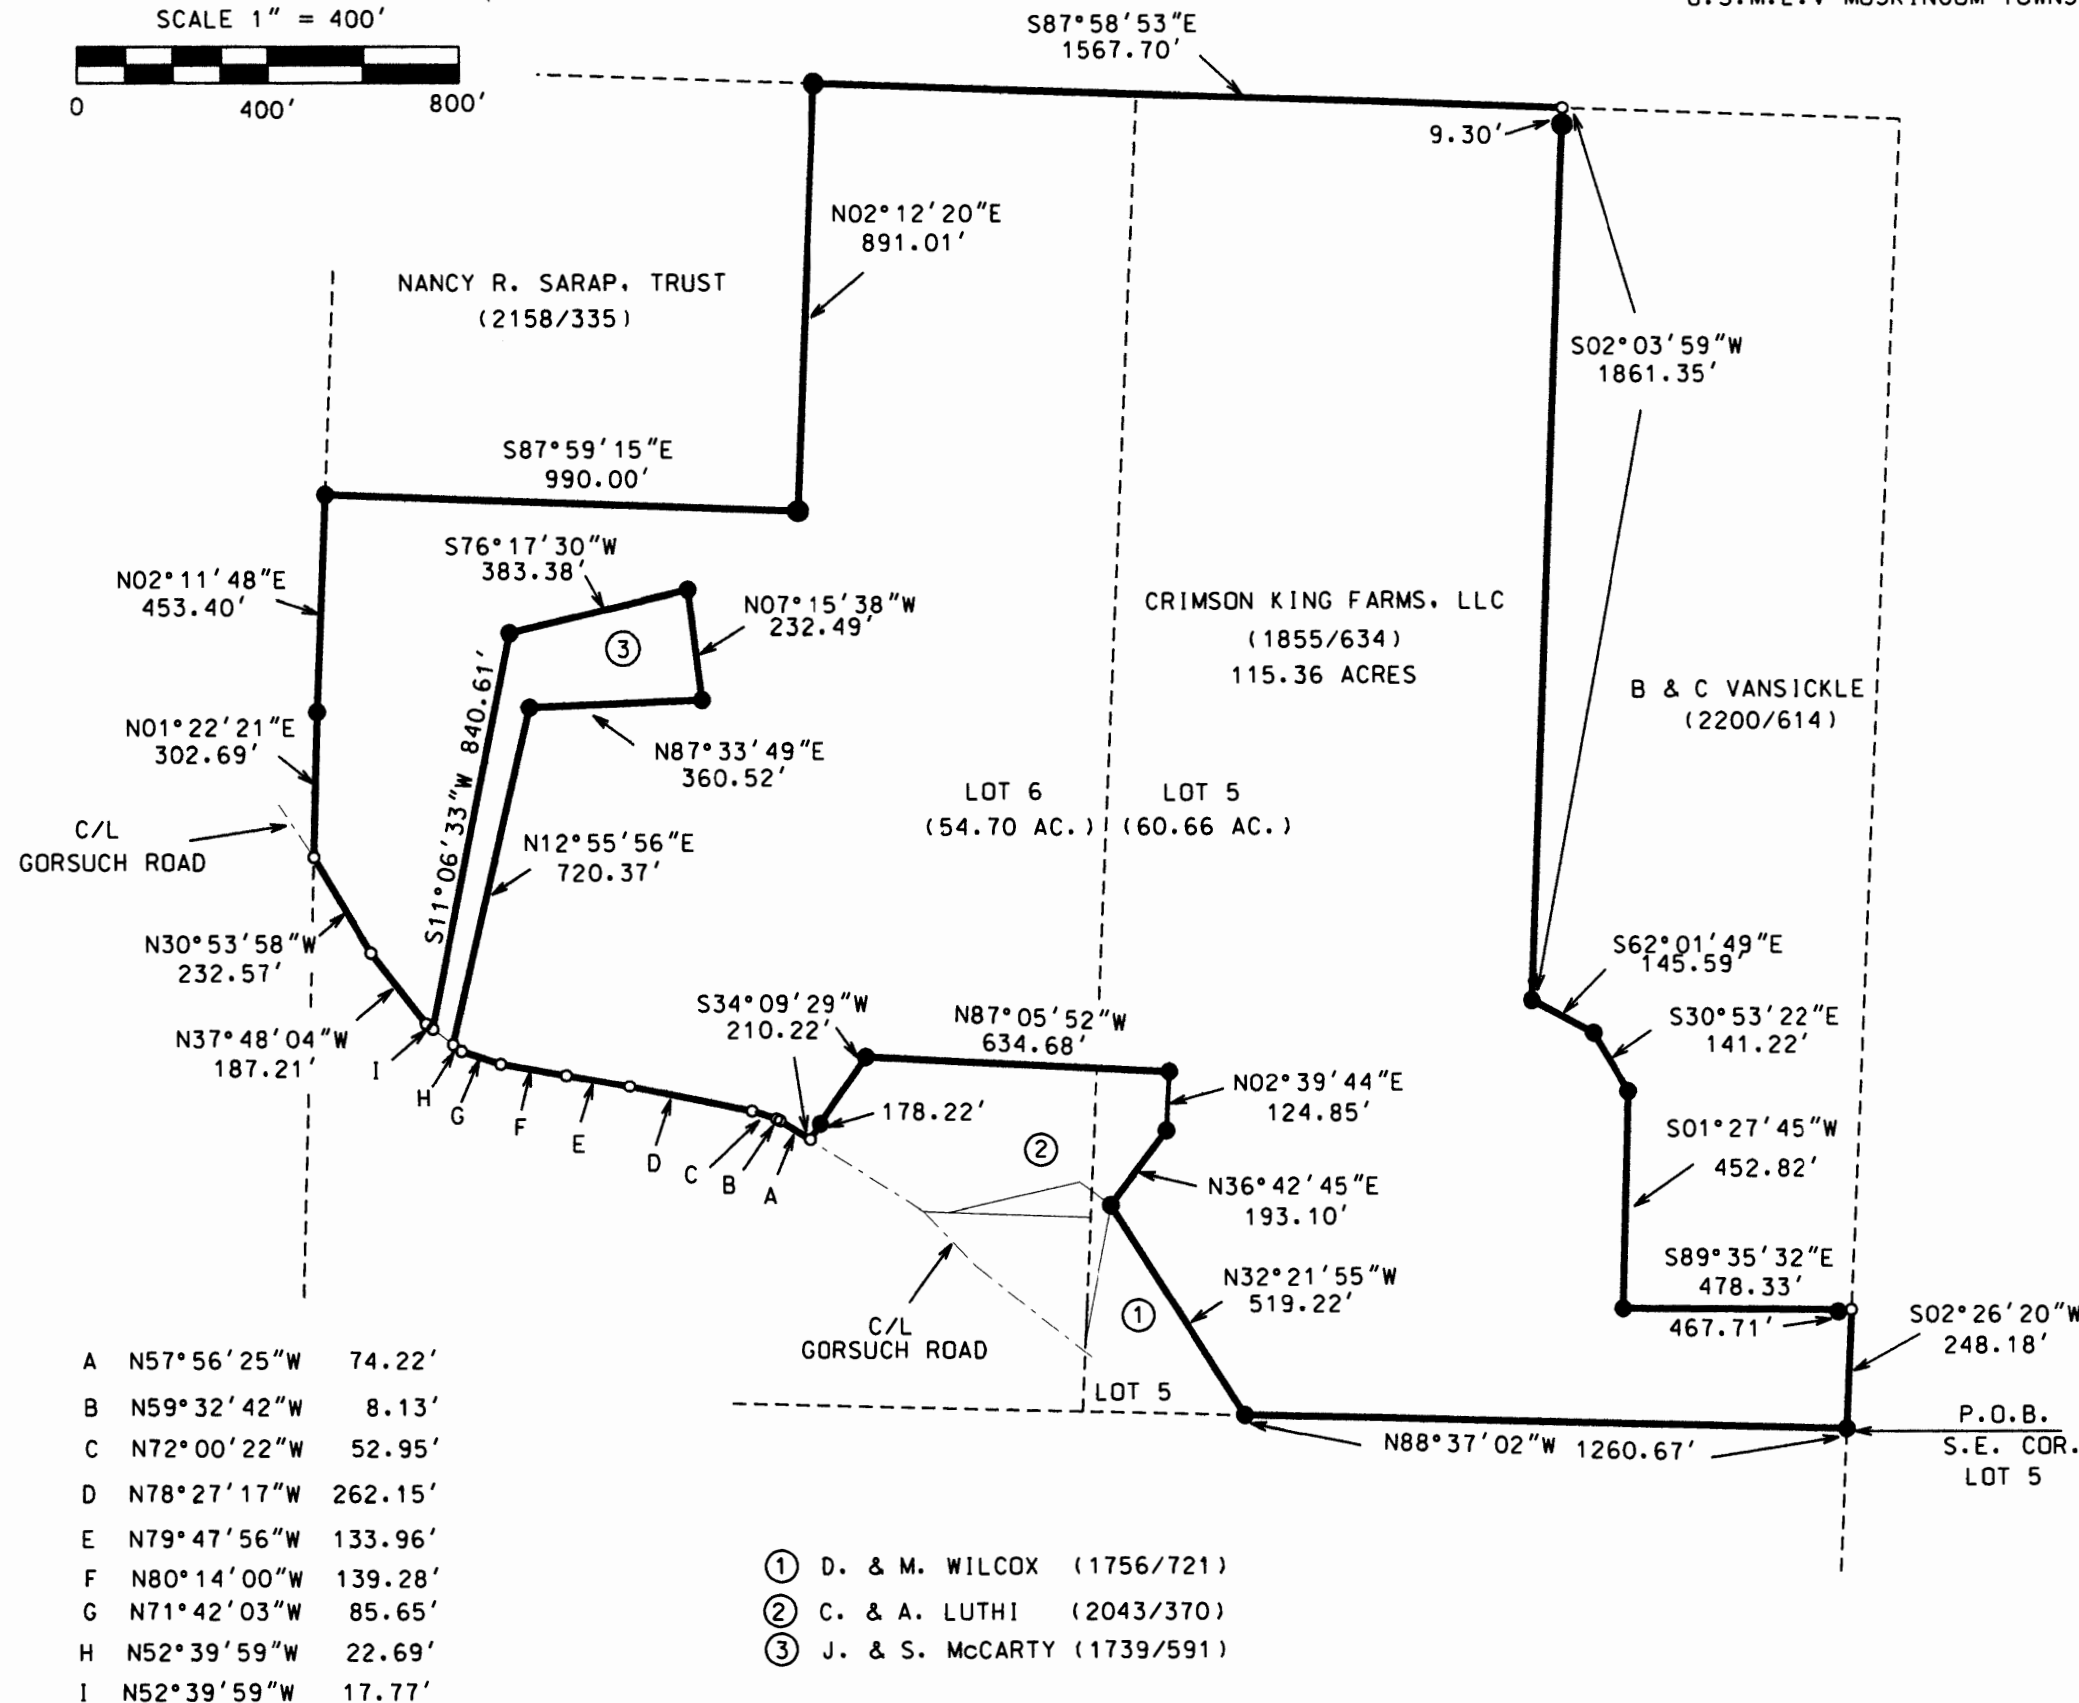 SCALE 1" = 400'
0 400' 800'
S87°58'53"E
1567.70'
9.30'
N02°12'20"E
891.01'
NANCY R. SARAP, TRUST
(2158/335)
S02°03'59"W
1861.35'
S87°59'15"E
990.00'
S76°17'30"W
383.38'
N02°11'48"E
453.40'
N07°15'38"W
232.49'
3
CRIMSON KING FARMS, LLC
(1855/634)
115.36 ACRES
B & C VANSICKLE
(2200/614)
N01°22'21"E
302.69'
S11°06'33"W 840.61'
N87°33'49"E
360.52'
LOT 6
(54.70 AC.)
LOT 5
(60.66 AC.)
C/L
GORSUCH ROAD
N12°55'56"E
720.37'
N30°53'58"W
232.57'
S62°01'49"E
145.59'
S34°09'29"W
210.22'
N87°05'52"W
634.68'
S30°53'22"E
141.22'
N37°48'04"W
187.21'
I
H
G
F
E
D
C
B
A
178.22'
N02°39'44"E
124.85'
2
S01°27'45"W
452.82'
N36°42'45"E
193.10'
S89°35'32"E
478.33'
467.71'
N32°21'55"W
519.22'
1
S02°26'20"W
248.18'
C/L
GORSUCH ROAD
LOT 5
P.O.B.
S.E. COR.
LOT 5
N88°37'02"W 1260.67'
A N57°56'25"W 74.22'
B N59°32'42"W 8.13'
C N72°00'22"W 52.95'
D N78°27'17"W 262.15'
E N79°47'56"W 133.96'
F N80°14'00"W 139.28'
G N71°42'03"W 85.65'
H N52°39'59"W 22.69'
I N52°39'59"W 17.77'
1 D. & M. WILCOX (1756/721)
2 C. & A. LUTHI (2043/370)
3 J. & S. McCARTY (1739/591)